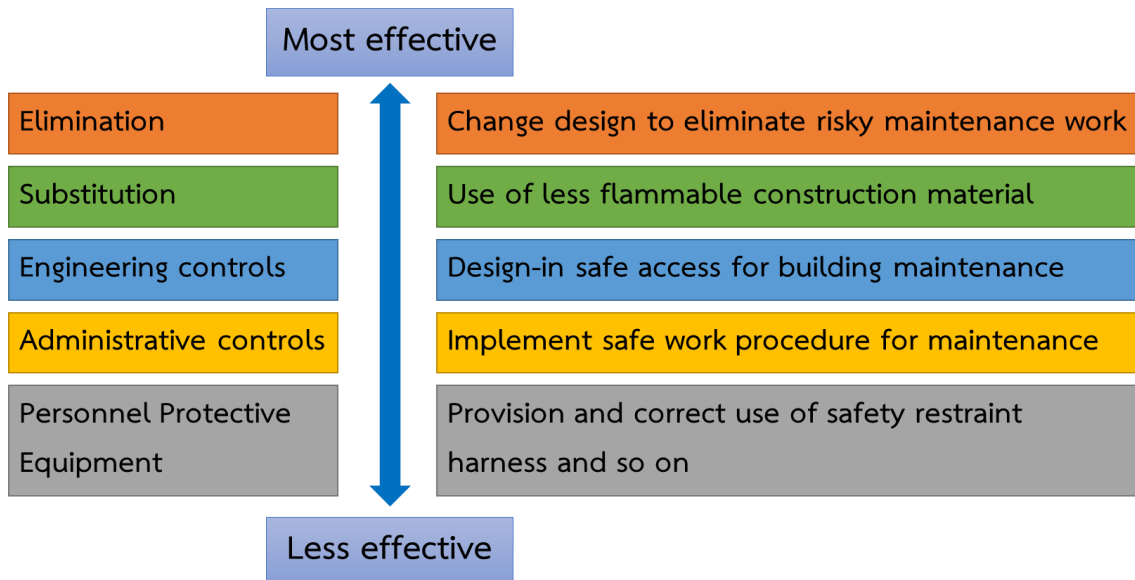 Most effective
Elimination
Change design to eliminate risky maintenance work
Substitution
Use of less flammable construction material
Engineering controls
Design-in safe access for building maintenance
Administrative controls
Implement safe work procedure for maintenance
Personnel Protective
Equipment
Provision and correct use of safety restraint
harness and so on
Less effective